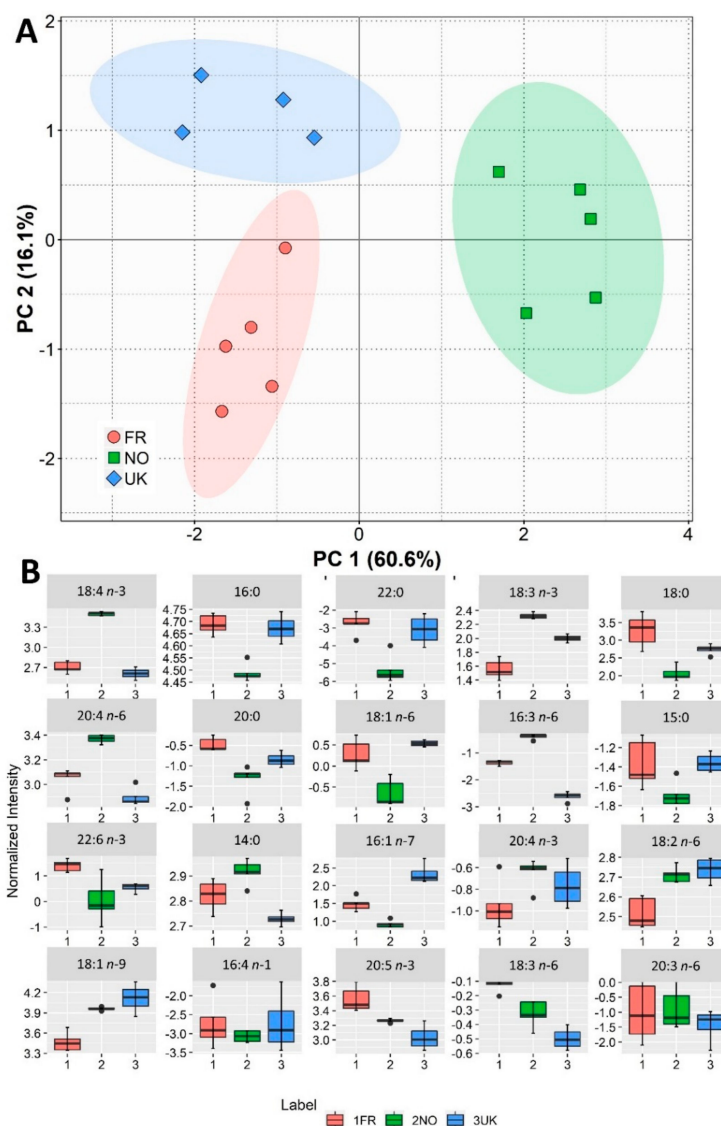 A
2
1
0
-1
-2
PC 2 (16.1%)
FR
NO
UK
-2 0 2 4
PC 1 (60.6%)
B
18:4 n-3 16:0 22:0 18:3 n-3 18:0
3.3 3.0 2.7
4.75 4.70 4.65 4.60 4.55 4.50 4.45
-2 -3 -4 -5 -6
2.4 2.2 2.0 1.8 1.6 1.4
3.5 3.0 2.5 2.0
1 2 3 1 2 3 1 2 3 1 2 3 1 2 3
20:4 n-6 20:0 18:1 n-6 16:3 n-6 15:0
3.4 3.2 3.0
-0.5 -1.0 -1.5 -2.0
0.5 0.0 -0.5
-1 -2 -3
-1.2 -1.4 -1.6 -1.8
1 2 3 1 2 3 1 2 3 1 2 3 1 2 3
Normalized Intensity
22:6 n-3 14:0 16:1 n-7 20:4 n-3 18:2 n-6
1 0 -1
2.9 2.8 2.7
2.5 2.0 1.5 1.0
-0.6 -0.8 -1.0
2.8 2.7 2.6 2.5
1 2 3 1 2 3 1 2 3 1 2 3 1 2 3
18:1 n-9 16:4 n-1 20:5 n-3 18:3 n-6 20:3 n-6
4.2 3.9 3.6 3.3
-2.0 -2.5 -3.0 -3.5
3.8 3.6 3.4 3.2 3.0
-0.1 -0.2 -0.3 -0.4 -0.5 -0.6
0.0 -0.5 -1.0 -1.5 -2.0
1 2 3 1 2 3 1 2 3 1 2 3 1 2 3
Label
1FR 2NO 3UK